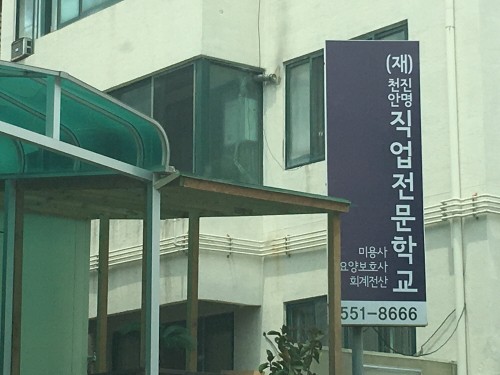 (재)
천안
진명
직업전문학교
미용사
요양보호사
회계전산
551-8666